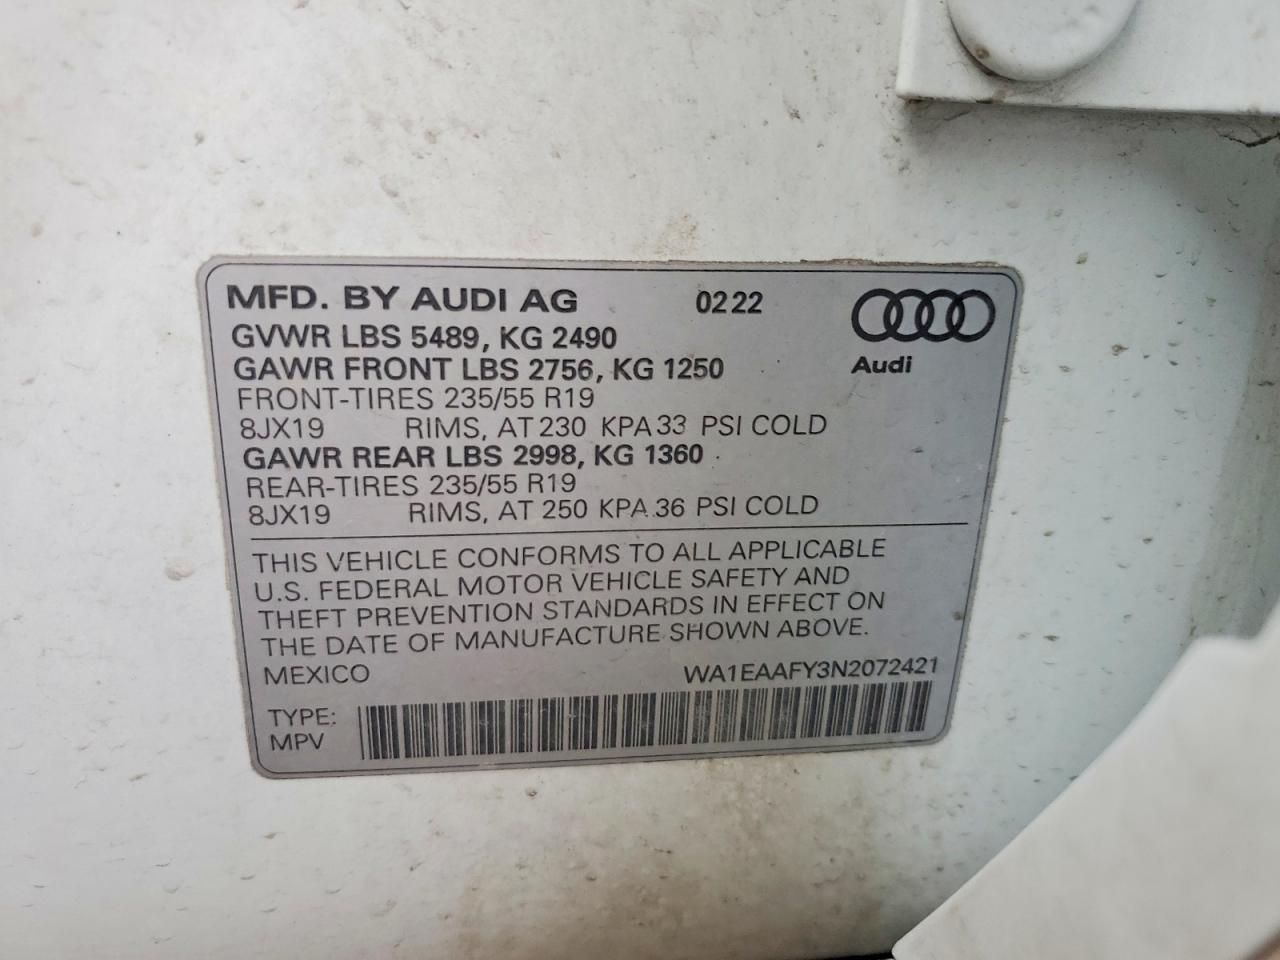 MFD. BY AUDI AG 02 22
GVWR LBS 5489, KG 2490
GAWR FRONT LBS 2756, KG 1250
Audi
FRONT-TIRES 235/55 R19
8JX19 RIMS, AT 230 KPA 33 PSI COLD
GAWR REAR LBS 2998, KG 1360
REAR-TIRES 235/55 R19
8JX19 RIMS, AT 250 KPA 36 PSI COLD
THIS VEHICLE CONFORMS TO ALL APPLICABLE
U.S. FEDERAL MOTOR VEHICLE SAFETY AND
THEFT PREVENTION STANDARDS IN EFFECT ON
THE DATE OF MANUFACTURE SHOWN ABOVE.
MEXICO WA1EAAFY3N2072421
TYPE:
MPV